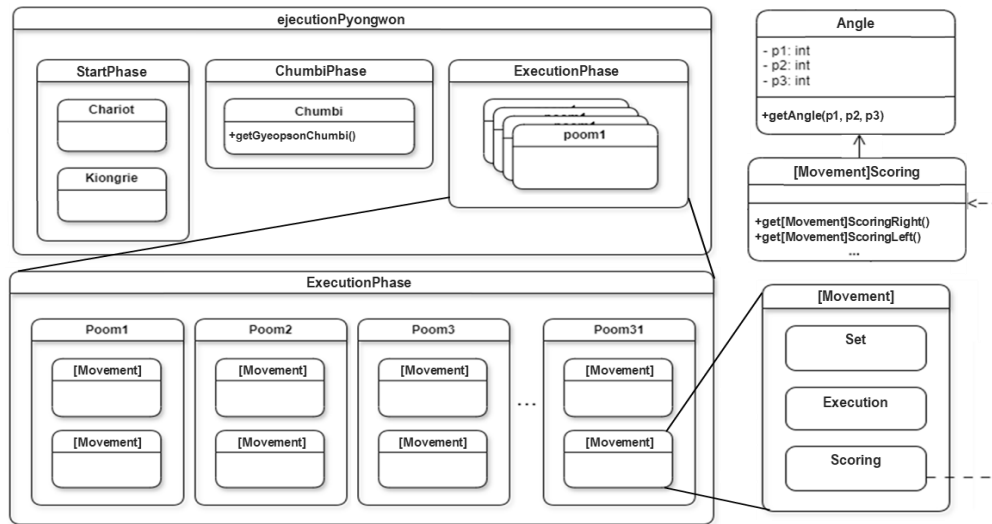 ejecutionPyongwon
StartPhase
Chariot
Kiongrie
ChumbiPhase
Chumbi
+getGyeopsonChumbi()
ExecutionPhase
poom1
Angle
- p1: int
- p2: int
- p3: int
+getAngle(p1, p2, p3)
[Movement]Scoring
+get[Movement]ScoringRight()
+get[Movement]ScoringLeft()
...
ExecutionPhase
Poom1
[Movement]
[Movement]
Poom2
[Movement]
[Movement]
Poom3
[Movement]
[Movement]
...
Poom31
[Movement]
[Movement]
[Movement]
Set
Execution
Scoring